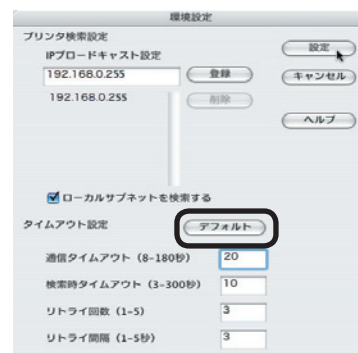 環境設定
プリンタ検索設定
IPブロードキャスト設定
設定
192.168.0.255
登録
キャンセル
192.168.0.255
削除
ヘルプ
ローカルサブネットを検索する
タイムアウト設定
デフォルト
通信タイムアウト (8-180秒)
20
検索時タイムアウト (3-300秒)
10
リトライ回数 (1-5)
3
リトライ間隔 (1-5秒)
3